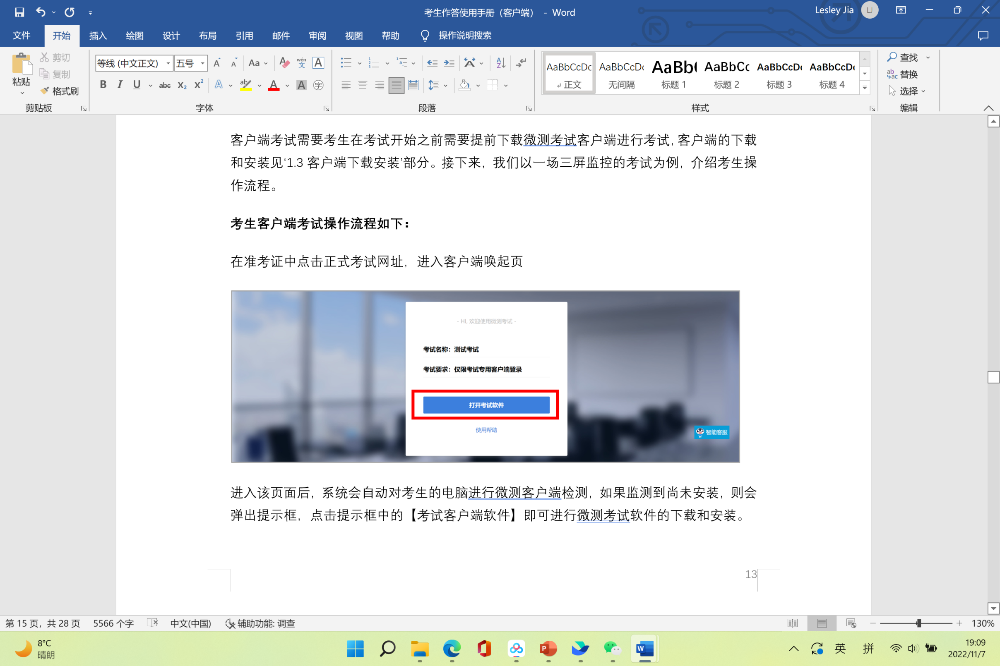 考生作答使用手册（客户端） - Word
Lesley Jia
LJ
文件 开始 插入 绘图 设计 布局 引用 邮件 审阅 视图 帮助 操作说明搜索
粘贴
剪切
复制
格式刷
剪贴板
等线 (中文正文) 五号 A A Aa wén 文 A
B I U abc X₂ X² A ab A A 字
字体
段落
AaBbCcDc 正文
AaBbCcDc 无间隔
AaBb( 标题 1
AaBbCc 标题 2
AaBbCcD( 标题 3
AaBbCcD( 标题 4
样式
查找
替换
选择
编辑
客户端考试需要考生在考试开始之前需要提前下载微测考试客户端进行考试，客户端的下载
和安装见‘1.3 客户端下载安装’部分。接下来，我们以一场三屏监控的考试为例，介绍考生操
作流程。
考生客户端考试操作流程如下：
在准考证中点击正式考试网址，进入客户端唤起页
- HI, 欢迎使用微测考试 -
考试名称：测试考试
考试要求：仅限考试专用客户端登录
打开考试软件
使用帮助
智能客服
进入该页面后，系统会自动对考生的电脑进行微测客户端检测，如果监测到尚未安装，则会
弹出提示框，点击提示框中的【考试客户端软件】即可进行微测考试软件的下载和安装。
13
第 15 页，共 28 页 5566 个字 中文(中国) 辅助功能: 调查 130%
8°C
晴朗
英 拼
19:09
2022/11/7